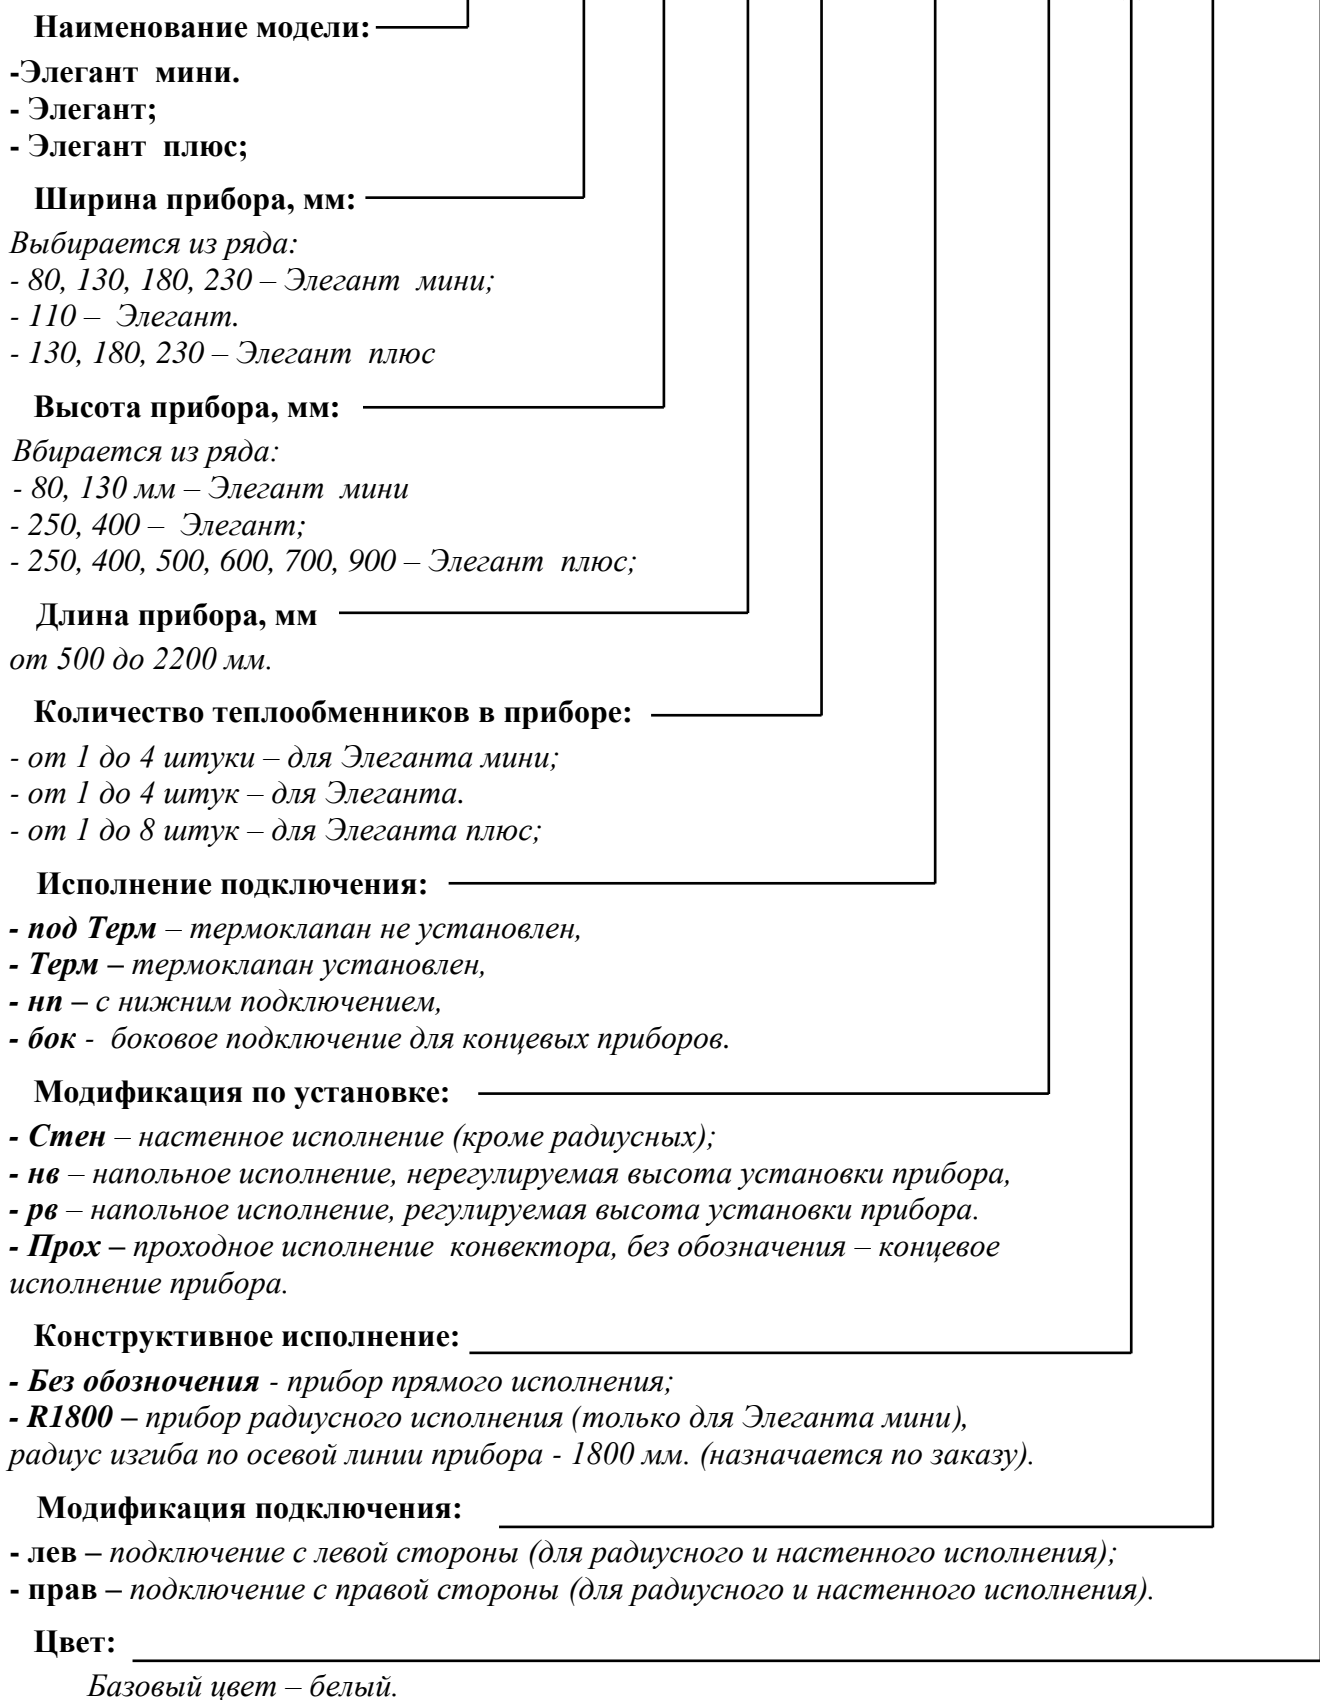 Наименование модели:
-Элегант мини.
- Элегант;
- Элегант плюс;
Ширина прибора, мм:
Выбирается из ряда:
- 80, 130, 180, 230 – Элегант мини;
- 110 – Элегант.
- 130, 180, 230 – Элегант плюс
Высота прибора, мм:
Вбирается из ряда:
- 80, 130 мм – Элегант мини
- 250, 400 – Элегант;
- 250, 400, 500, 600, 700, 900 – Элегант плюс;
Длина прибора, мм
от 500 до 2200 мм.
Количество теплообменников в приборе:
- от 1 до 4 штуки – для Элеганта мини;
- от 1 до 4 штук – для Элеганта.
- от 1 до 8 штук – для Элеганта плюс;
Исполнение подключения:
- под Терм – термоклапан не установлен,
- Терм – термоклапан установлен,
- нп – с нижним подключением,
- бок - боковое подключение для концевых приборов.
Модификация по установке:
- Стен – настенное исполнение (кроме радиусных);
- нв – напольное исполнение, нерегулируемая высота установки прибора,
- рв – напольное исполнение, регулируемая высота установки прибора.
- Прох – проходное исполнение конвектора, без обозначения – концевое
исполнение прибора.
Конструктивное исполнение:
- Без обозночения - прибор прямого исполнения;
- R1800 – прибор радиусного исполнения (только для Элеганта мини),
радиус изгиба по осевой линии прибора - 1800 мм. (назначается по заказу).
Модификация подключения:
- лев – подключение с левой стороны (для радиусного и настенного исполнения);
- прав – подключение с правой стороны (для радиусного и настенного исполнения).
Цвет:
Базовый цвет – белый.